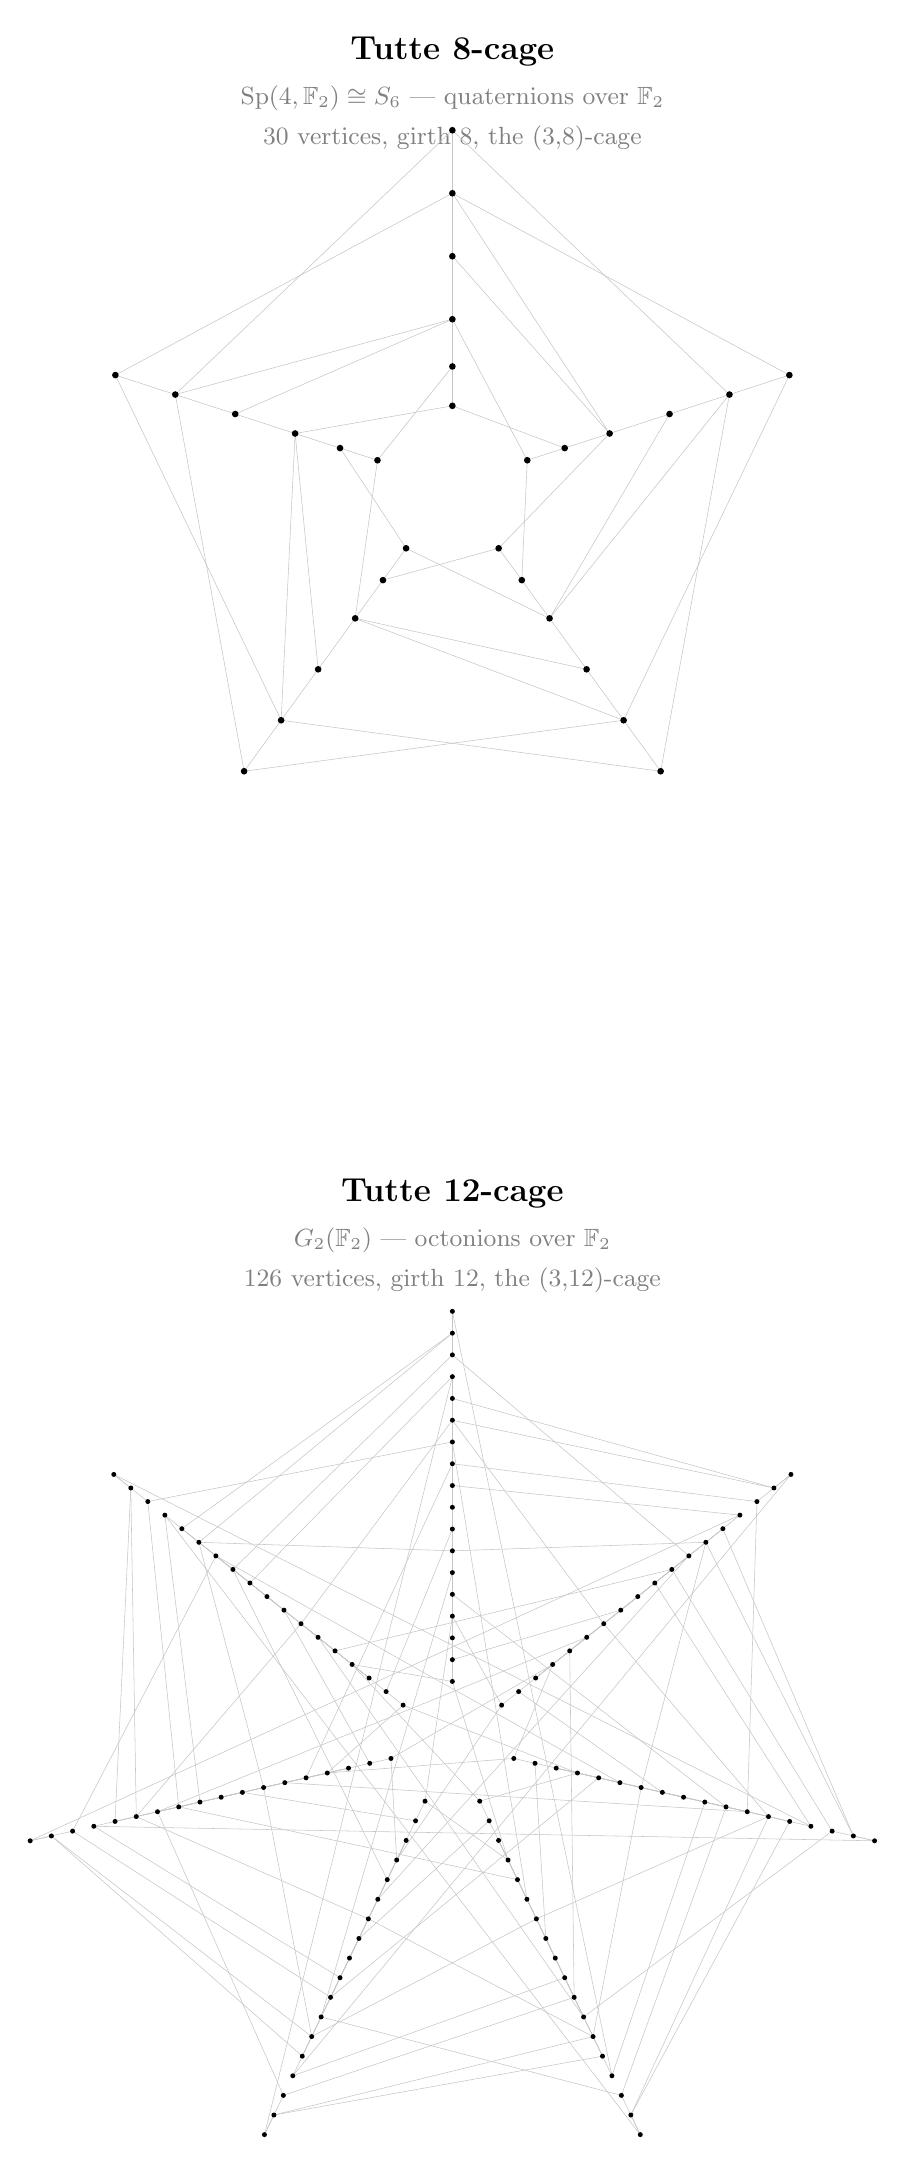 Tutte 8-cage
Sp(4, 𝔽₂) ≅ S₆ — quaternions over 𝔽₂
30 vertices, girth 8, the (3,8)-cage
Tutte 12-cage
G₂(𝔽₂) — octonions over 𝔽₂
126 vertices, girth 12, the (3,12)-cage